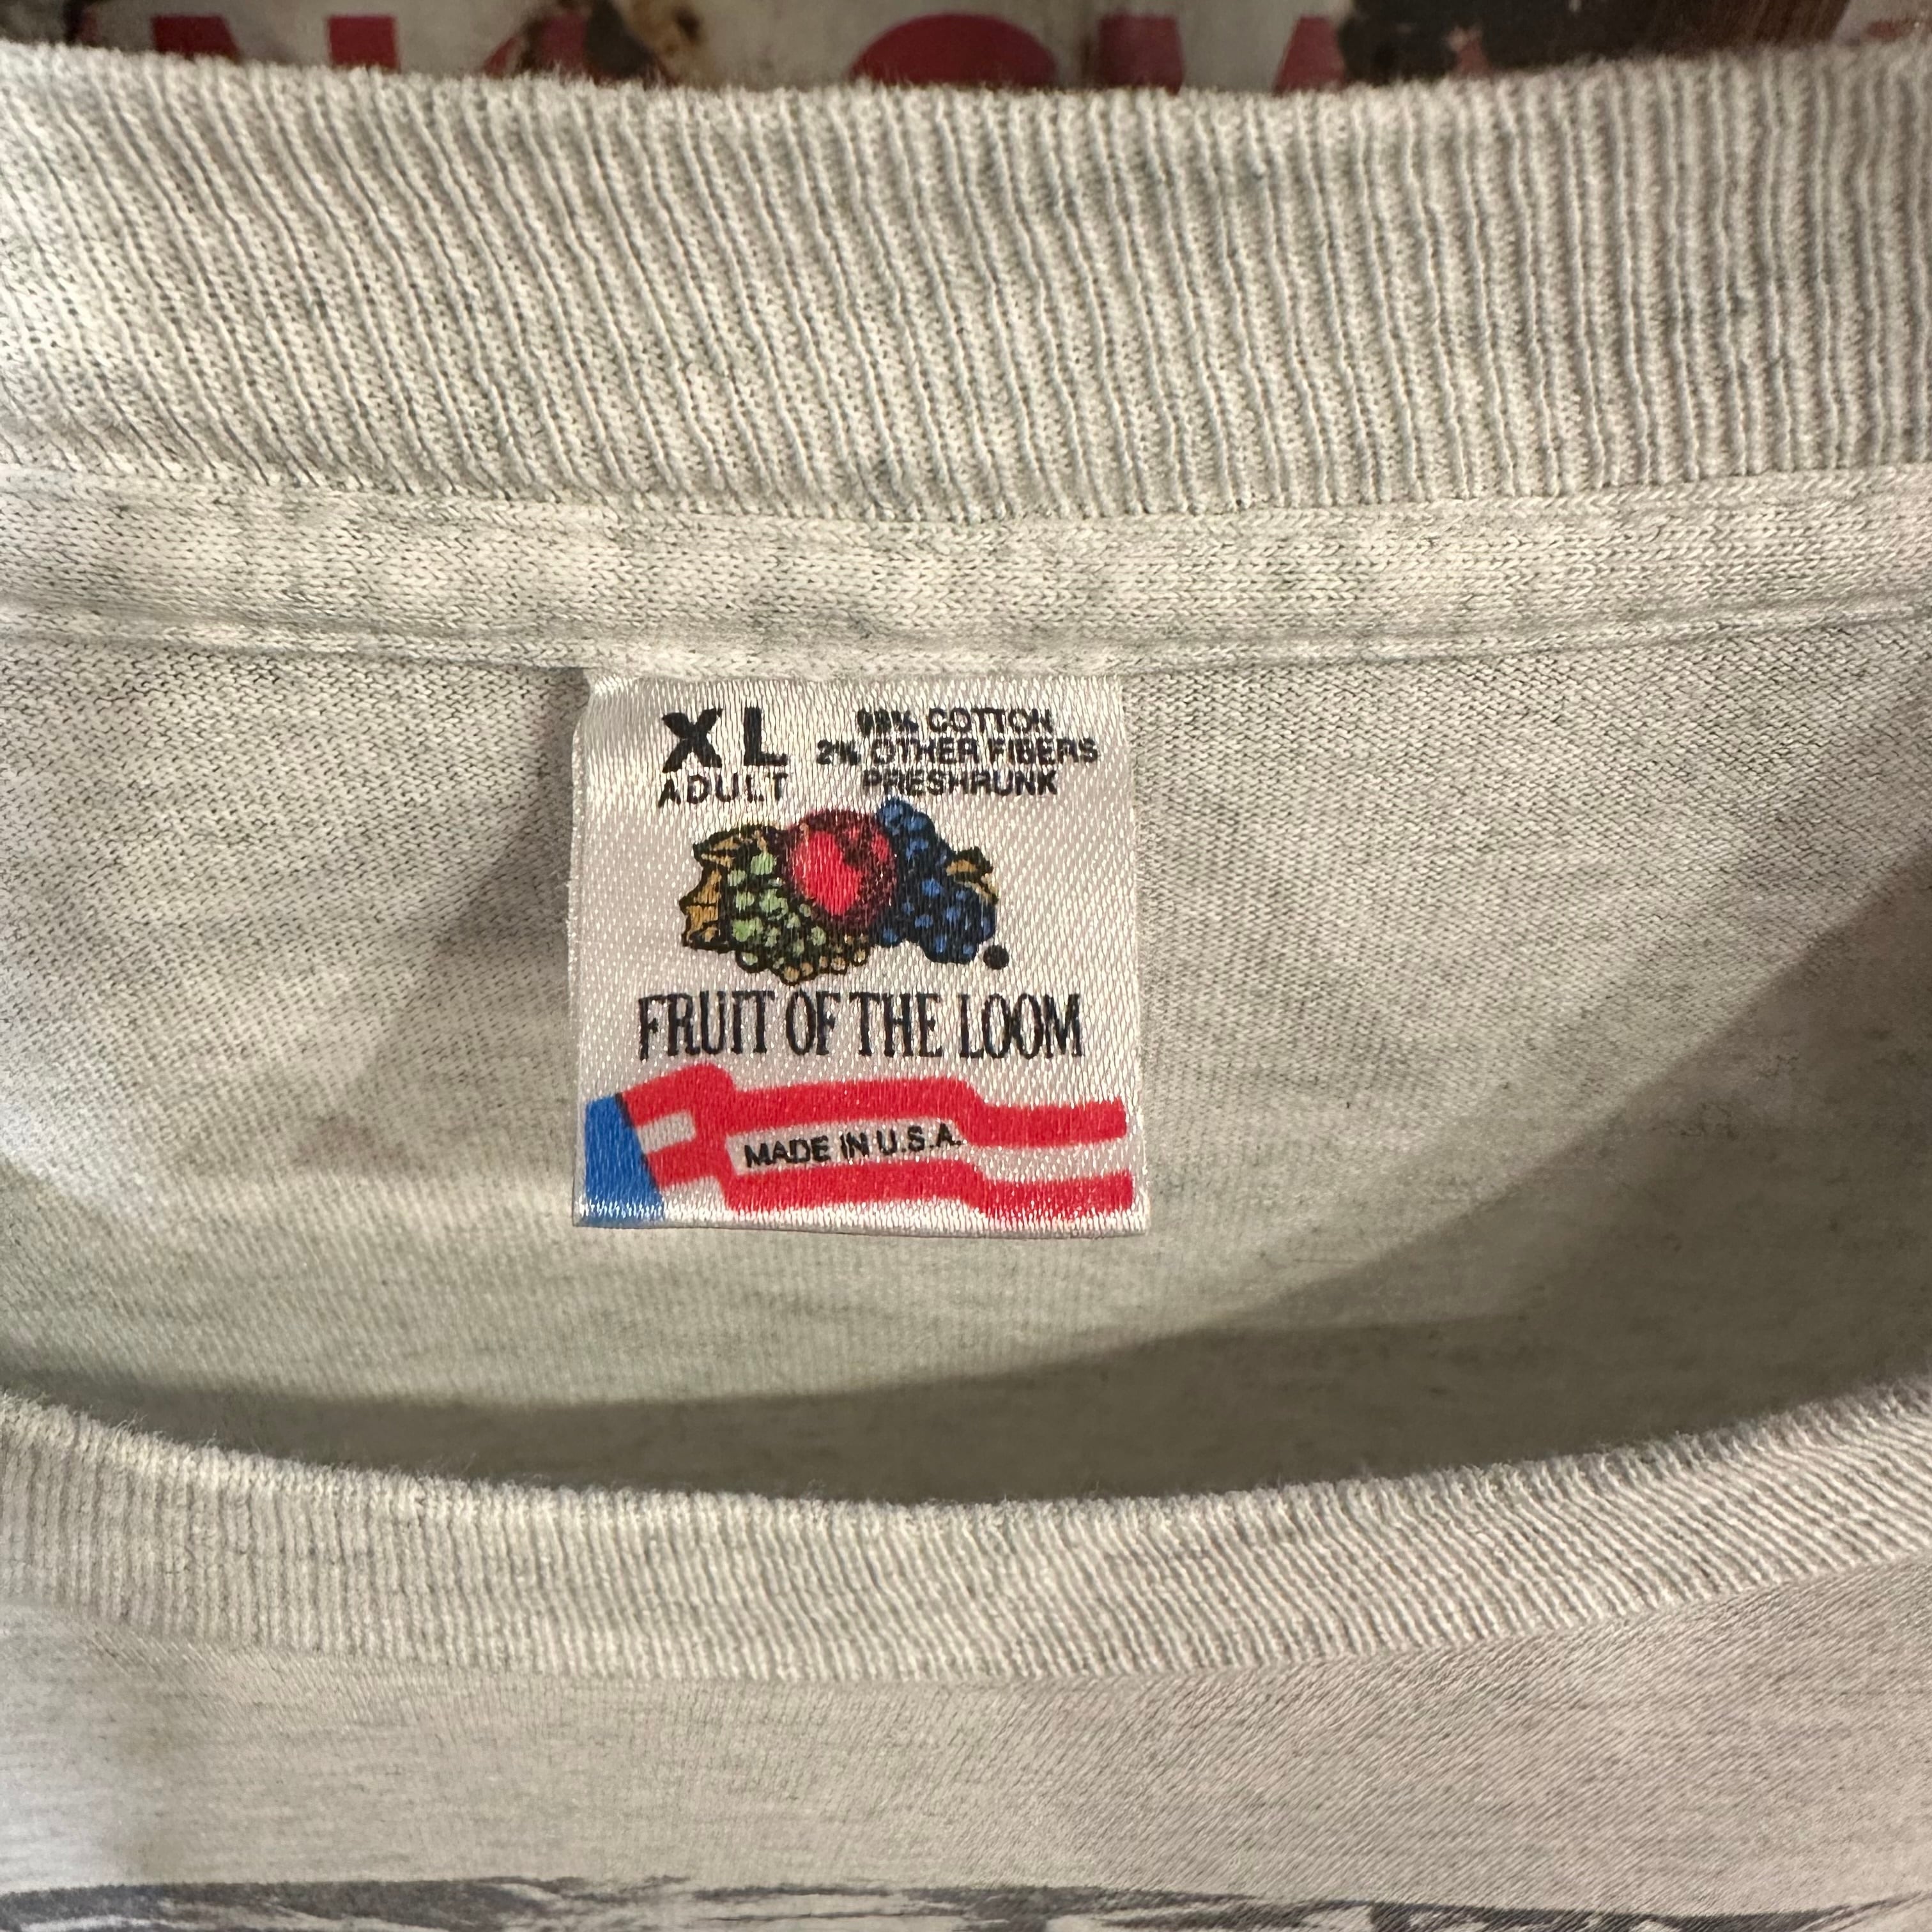 XL
ADULT
98% COTTON
2% OTHER FIBERS
PRESHRUNK
FRUIT OF THE LOOM
MADE IN U.S.A.